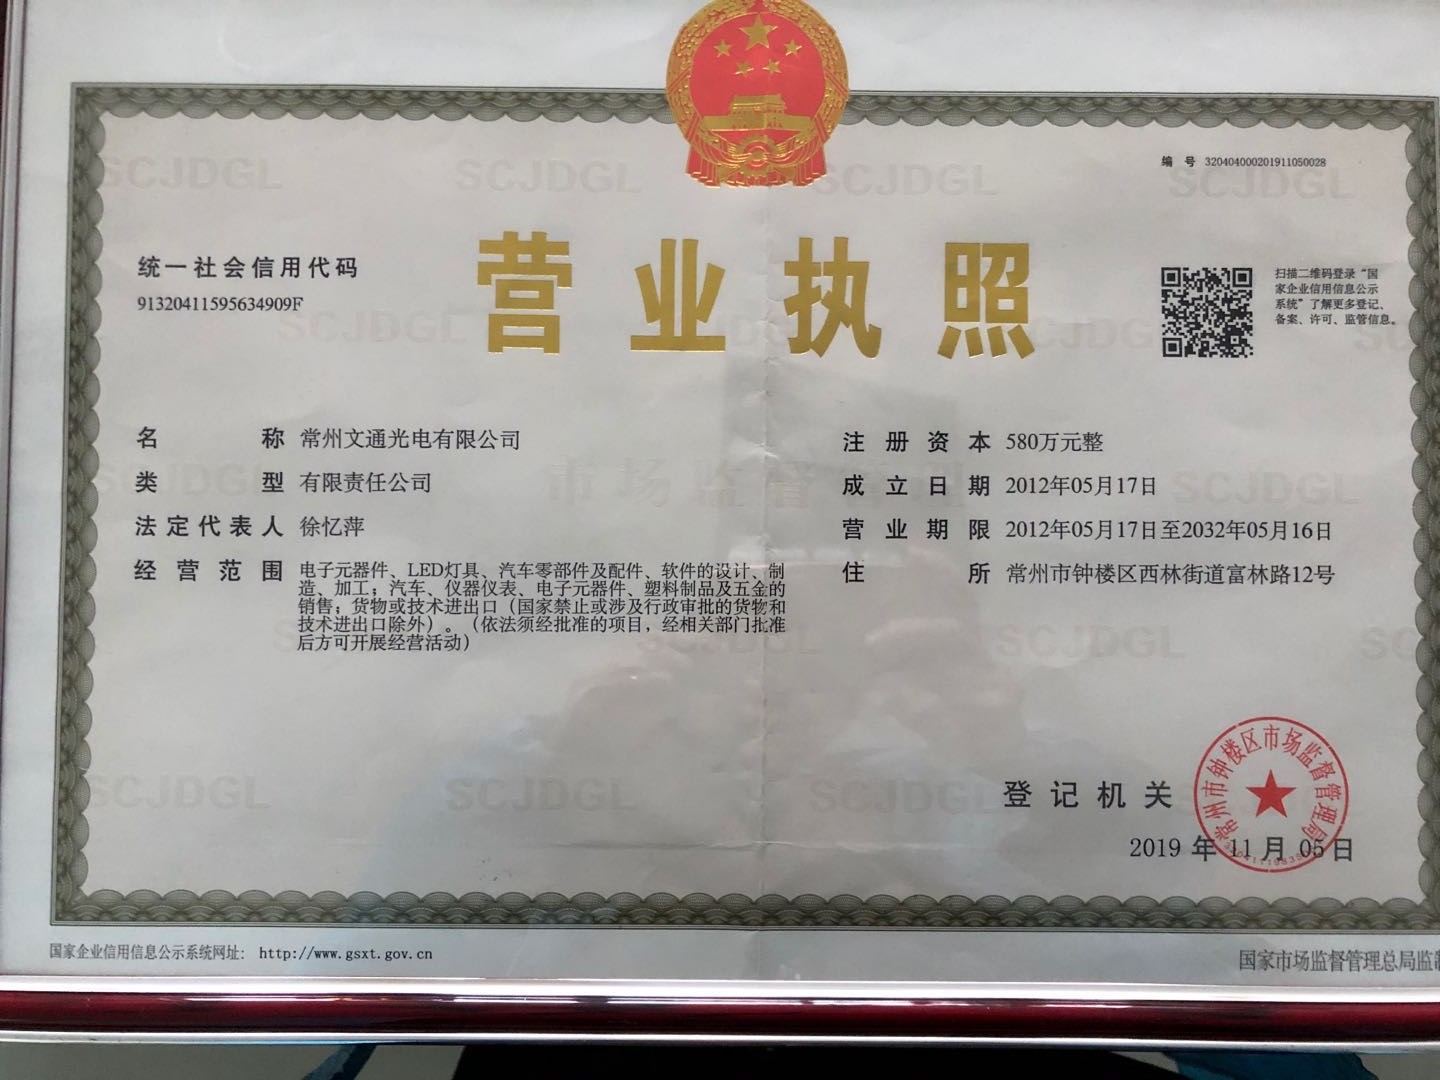 编 号 320404000201911050028
营业执照
统一社会信用代码
91320411595634909F
扫描二维码登录“国
家企业信用信息公示
系统”了解更多登记、
备案、许可、监管信息。
名 称 常州文通光电有限公司
类 型 有限责任公司
法定代表人 徐忆萍
经营范围 电子元器件、LED灯具、汽车零部件及配件、软件的设计、制
造、加工；汽车、仪器仪表、电子元器件、塑料制品及五金的
销售；货物或技术进出口（国家禁止或涉及行政审批的货物和
技术进出口除外）。（依法须经批准的项目，经相关部门批准
后方可开展经营活动）
注册资本 580万元整
成立日期 2012年05月17日
营业期限 2012年05月17日至2032年05月16日
住 所 常州市钟楼区西林街道富林路12号
市场监督管理
SCJDGL
登记机关
常州市钟楼区市场监督管理局
2019 年 11 月 05 日
国家企业信用信息公示系统网址： http://www.gsxt.gov.cn
国家市场监督管理总局监制